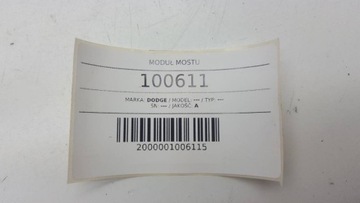 MODUŁ MOSTU
100611
MARKA: DODGE / MODEL: --- / TYP: ---
SA: --- / JAKOŚĆ: A
2000001006115